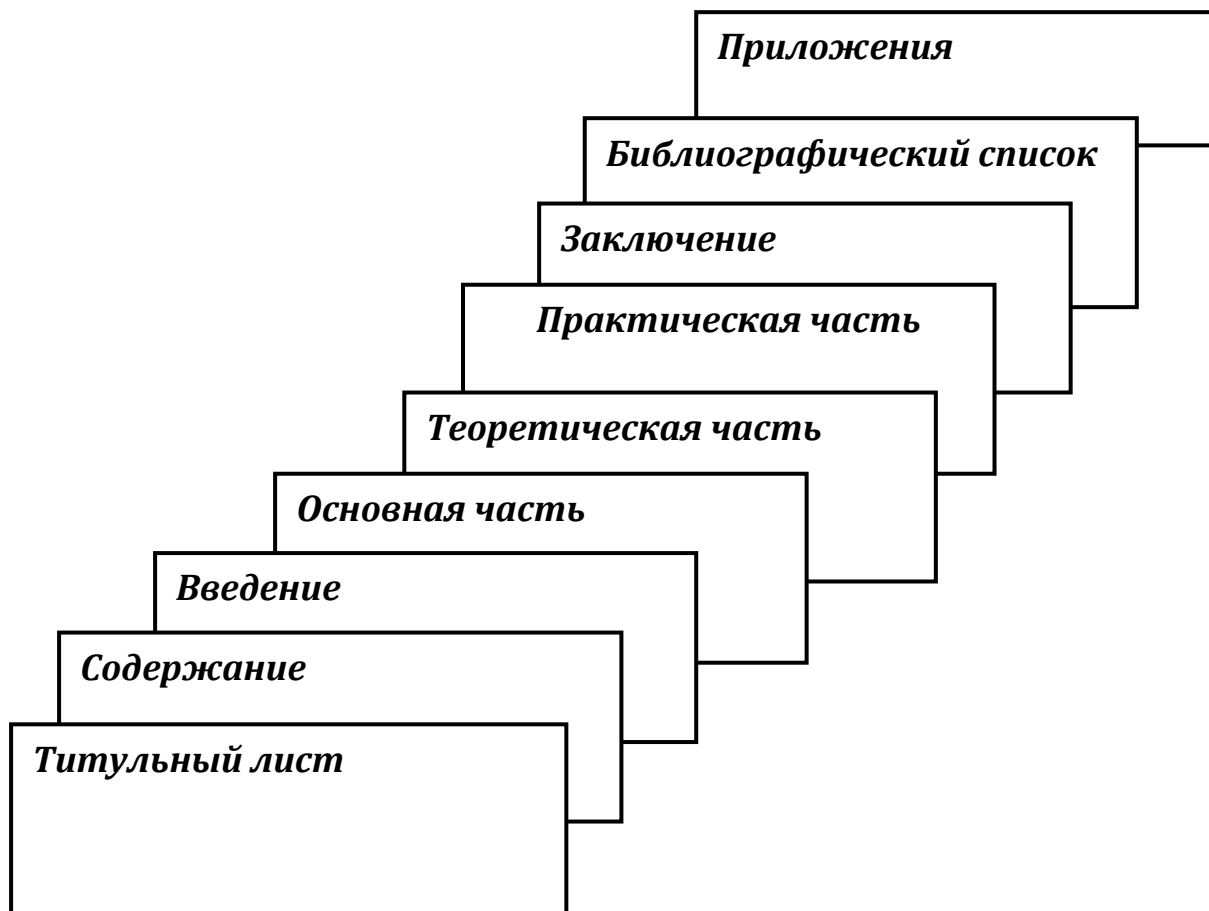 Приложения
Библиографический список
Заключение
Практическая часть
Теоретическая часть
Основная часть
Введение
Содержание
Титульный лист